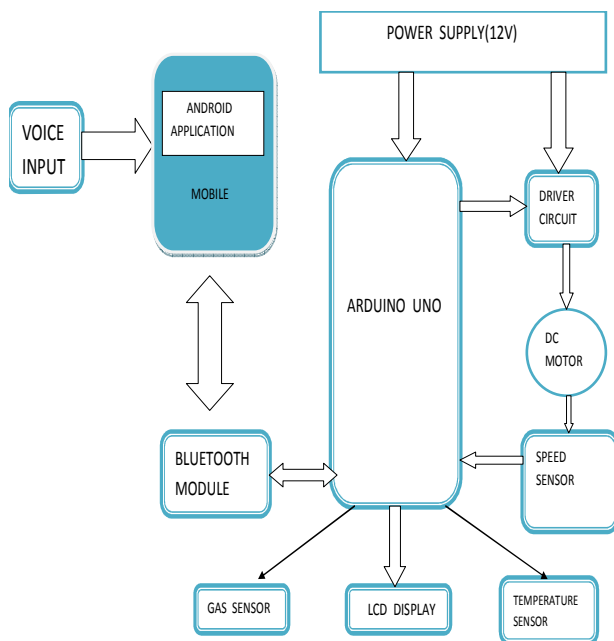 POWER SUPPLY(12V)
ANDROID
APPLICATION
VOICE
INPUT
MOBILE
DRIVER
CIRCUIT
ARDUINO UNO
DC
MOTOR
BLUETOOTH
MODULE
SPEED
SENSOR
GAS SENSOR
LCD DISPLAY
TEMPERATURE
SENSOR